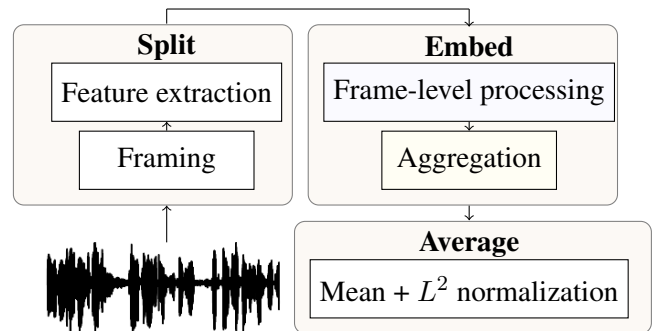 Split
Feature extraction
Framing
Embed
Frame-level processing
Aggregation
Average
Mean + L² normalization